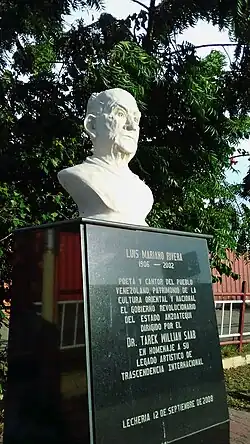 LUIS MARIANO RIVERA
1906 - 2002
POETA Y CANTOR DEL PUEBLO
VENEZOLANO, PATRIMONIO DE LA
CULTURA ORIENTAL Y NACIONAL
EL GOBIERNO REVOLUCIONARIO
DEL ESTADO ANZOATEGUI
DIRIGIDO POR EL
DR. TAREK WILLIAN SAAB
EN HOMENAJE A SU
LEGADO ARTISTICO DE
TRASCENDENCIA INTERNACIONAL
LECHERIA 12 DE SEPTIEMBRE DE 2008